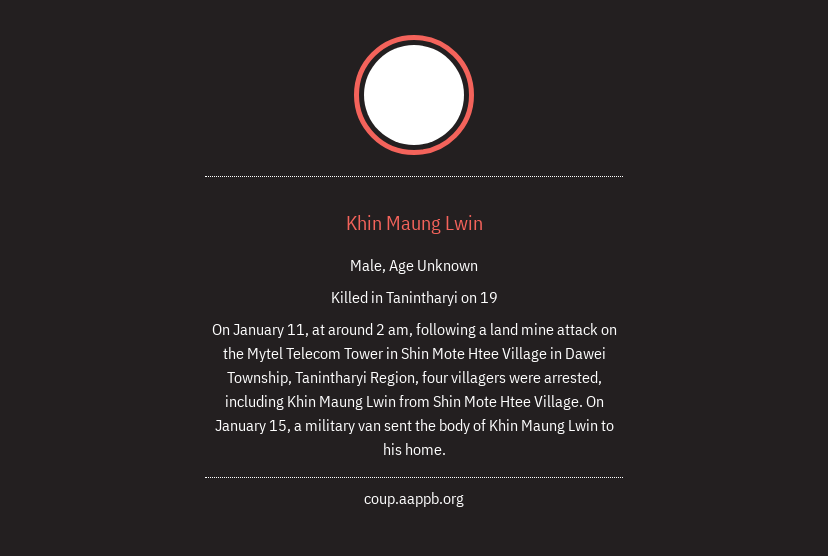 Khin Maung Lwin
Male, Age Unknown
Killed in Tanintharyi on 19
On January 11, at around 2 am, following a land mine attack on
the Mytel Telecom Tower in Shin Mote Htee Village in Dawei
Township, Tanintharyi Region, four villagers were arrested,
including Khin Maung Lwin from Shin Mote Htee Village. On
January 15, a military van sent the body of Khin Maung Lwin to
his home.
coup.aappb.org